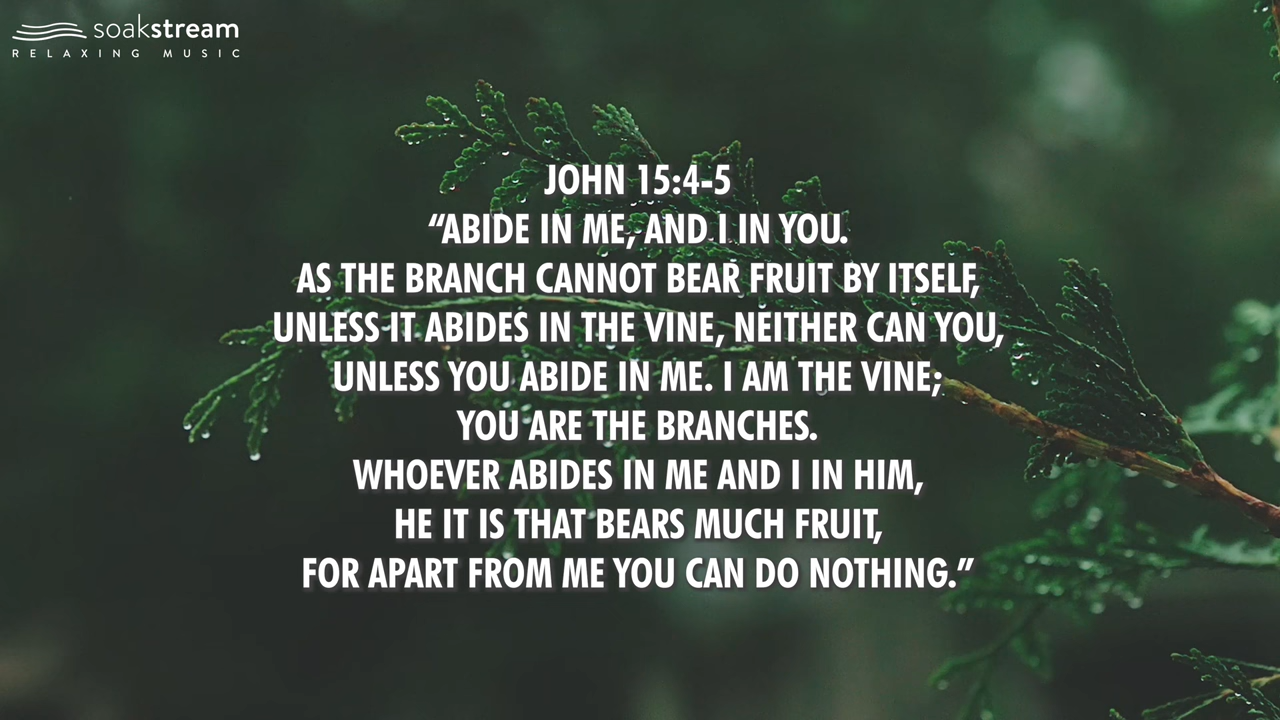 soakstream
RELAXING MUSIC
JOHN 15:4-5
“ABIDE IN ME, AND I IN YOU.
AS THE BRANCH CANNOT BEAR FRUIT BY ITSELF,
UNLESS IT ABIDES IN THE VINE, NEITHER CAN YOU,
UNLESS YOU ABIDE IN ME. I AM THE VINE;
YOU ARE THE BRANCHES.
WHOEVER ABIDES IN ME AND I IN HIM,
HE IT IS THAT BEARS MUCH FRUIT,
FOR APART FROM ME YOU CAN DO NOTHING.”